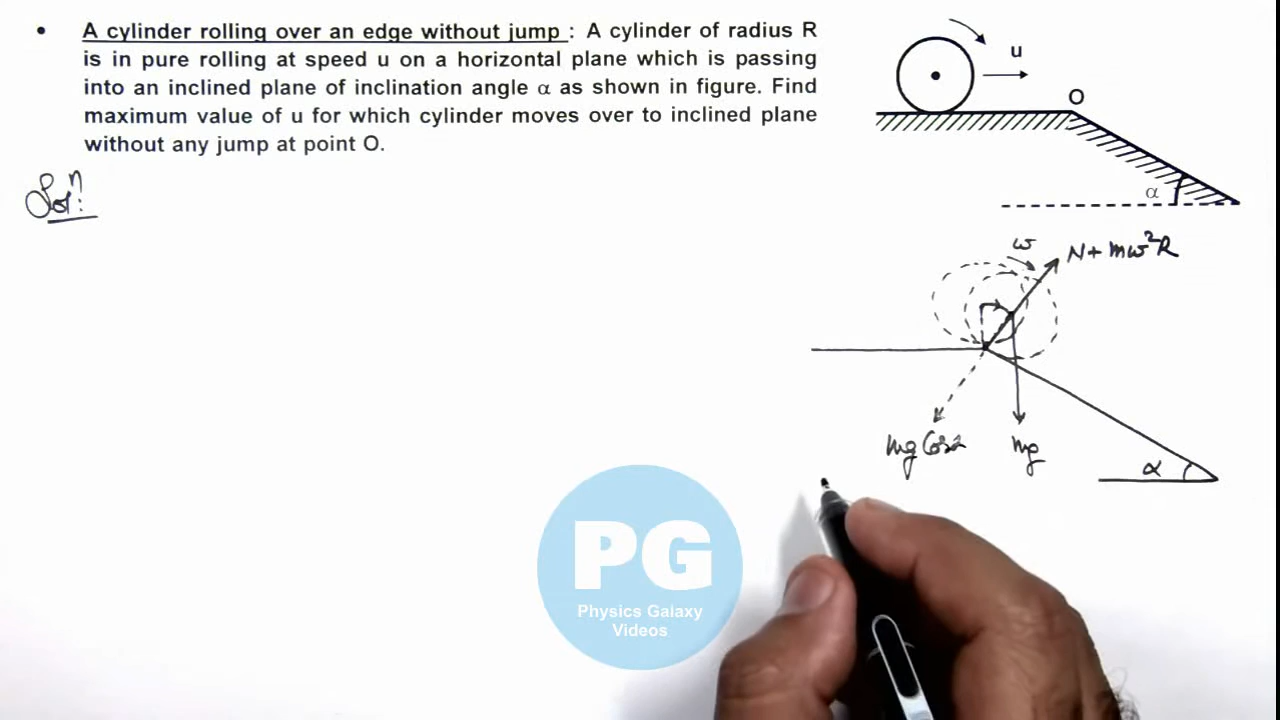 • A cylinder rolling over an edge without jump : A cylinder of radius R
is in pure rolling at speed u on a horizontal plane which is passing
into an inclined plane of inclination angle α as shown in figure. Find
maximum value of u for which cylinder moves over to inclined plane
without any jump at point O.
u
O
α
Solⁿ:
ω
N + mω²R
mg Cosα
mg
α
PG
Physics Galaxy
Videos